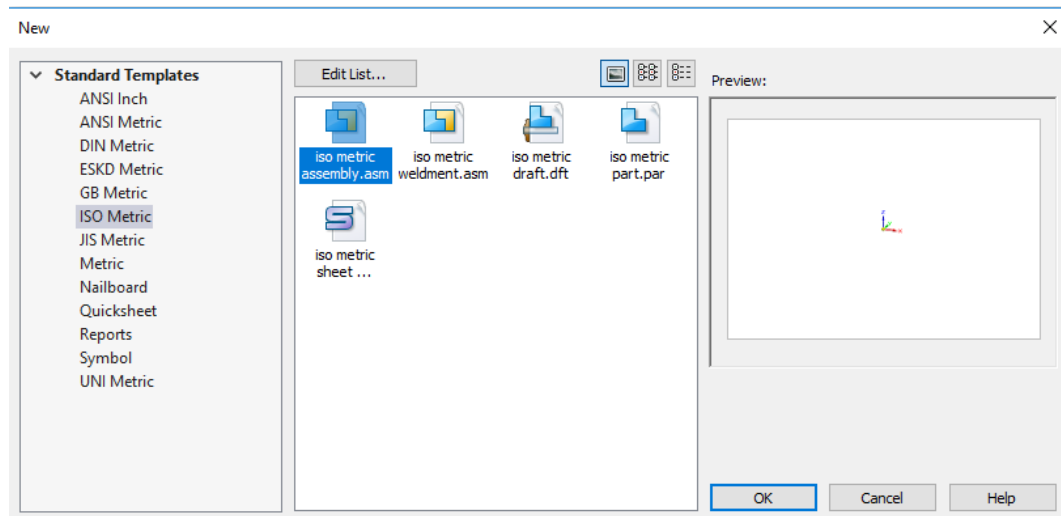 New
Standard Templates
ANSI Inch
ANSI Metric
DIN Metric
ESKD Metric
GB Metric
ISO Metric
JIS Metric
Metric
Nailboard
Quicksheet
Reports
Symbol
UNI Metric
Edit List...
iso metric
assembly.asm
iso metric
weldment.asm
iso metric
draft.dft
iso metric
part.par
iso metric
sheet ...
Preview:
OK
Cancel
Help